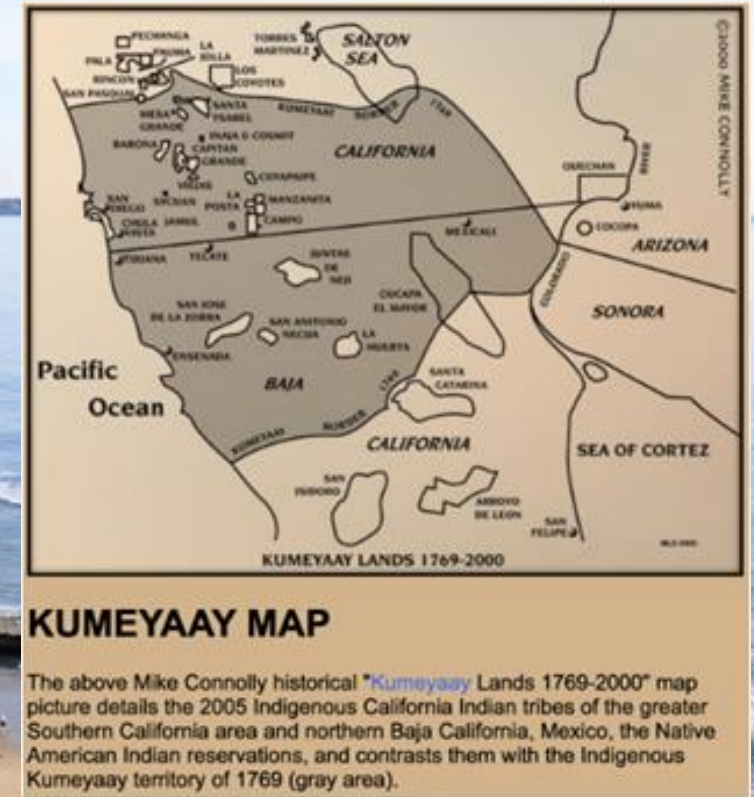 PECHANGA
TORRES
MARTINEZ
SALTON
SEA
©2000 MIKE CONNOLLY
PALA
PAUMA
LA
JOLLA
RINCON
LOS
COYOTES
SAN PASQUAL
MESA
GRANDE
SANTA
YSABEL
KUMEYAAY BORDER 1769
INAJA & COSMIT
BARONA
CAPITAN
GRANDE
CALIFORNIA
VIEJAS
CUYAPAIPE
QUECHAN
RIVER
SAN
DIEGO
SYCUAN
LA
POSTA
MANZANITA
YUMA
CHULA
VISTA
JAMUL
CAMPO
MEXICALI
COCOPA
ARIZONA
TIJUANA
TECATE
JUNTAS
DE
NEJI
COLORADO
CUCAPA
EL MAYOR
SONORA
SAN JOSE
DE LA ZORRA
SAN ANTONIO
NECUA
LA
HUERTA
ENSENADA
Pacific
Ocean
BAJA
SANTA
CATARINA
KUMEYAAY BORDER 1769
CALIFORNIA
SEA OF CORTEZ
SAN
ISIDORO
ARROYO
DE LEON
SAN
FELIPE
KUMEYAAY LANDS 1769-2000
KUMEYAAY MAP
The above Mike Connolly historical "Kumeyaay Lands 1769-2000" map
picture details the 2005 Indigenous California Indian tribes of the greater
Southern California area and northern Baja California, Mexico, the Native
American Indian reservations, and contrasts them with the Indigenous
Kumeyaay territory of 1769 (gray area).